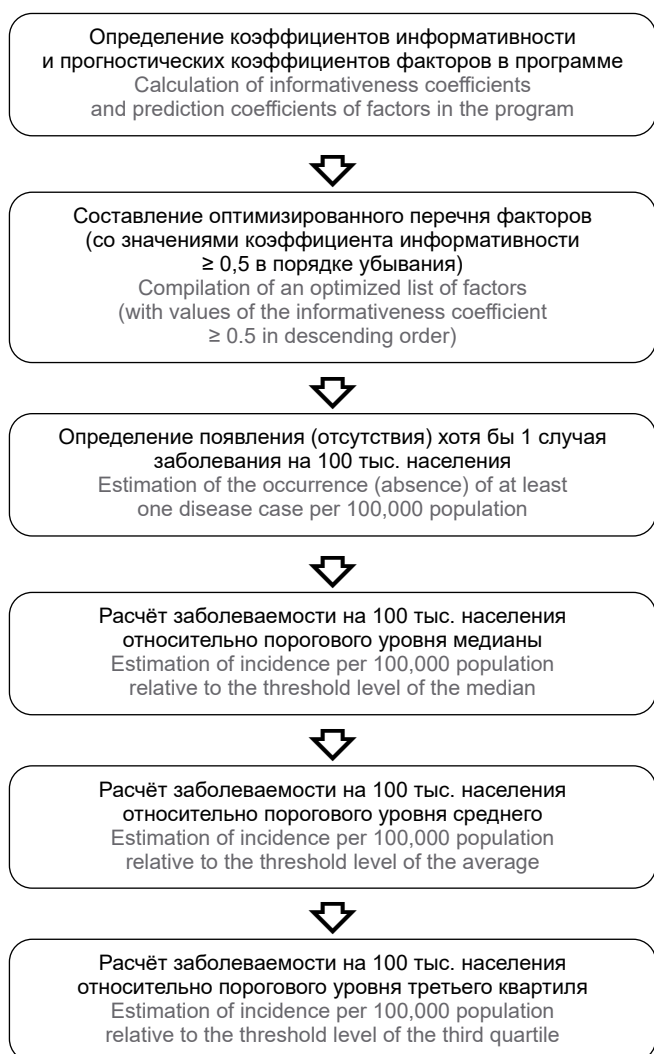 Определение коэффициентов информативности
и прогностических коэффициентов факторов в программе
Calculation of informativeness coefficients
and prediction coefficients of factors in the program
Составление оптимизированного перечня факторов
(со значениями коэффициента информативности
≥ 0,5 в порядке убывания)
Compilation of an optimized list of factors
(with values of the informativeness coefficient
≥ 0.5 in descending order)
Определение появления (отсутствия) хотя бы 1 случая
заболевания на 100 тыс. населения
Estimation of the occurrence (absence) of at least
one disease case per 100,000 population
Расчёт заболеваемости на 100 тыс. населения
относительно порогового уровня медианы
Estimation of incidence per 100,000 population
relative to the threshold level of the median
Расчёт заболеваемости на 100 тыс. населения
относительно порогового уровня среднего
Estimation of incidence per 100,000 population
relative to the threshold level of the average
Расчёт заболеваемости на 100 тыс. населения
относительно порогового уровня третьего квартиля
Estimation of incidence per 100,000 population
relative to the threshold level of the third quartile